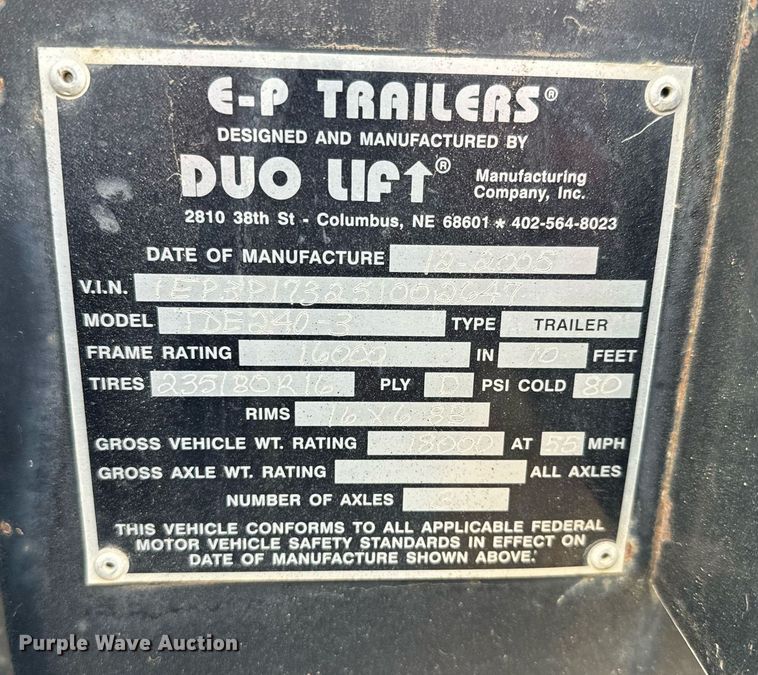 E-P TRAILERS®
DESIGNED AND MANUFACTURED BY
DUO LIFT® Manufacturing Company, Inc.
2810 38th St - Columbus, NE 68601 * 402-564-8023
DATE OF MANUFACTURE 12-2005
V.I.N.
MODEL TDE240-3 TYPE TRAILER
FRAME RATING 16000 IN 10 FEET
TIRES 235/80R16 PLY D PSI COLD 80
RIMS 16X6 8B
GROSS VEHICLE WT. RATING 18000 AT 55 MPH
GROSS AXLE WT. RATING ALL AXLES
NUMBER OF AXLES
THIS VEHICLE CONFORMS TO ALL APPLICABLE FEDERAL
MOTOR VEHICLE SAFETY STANDARDS IN EFFECT ON
DATE OF MANUFACTURE SHOWN ABOVE.
Purple Wave Auction